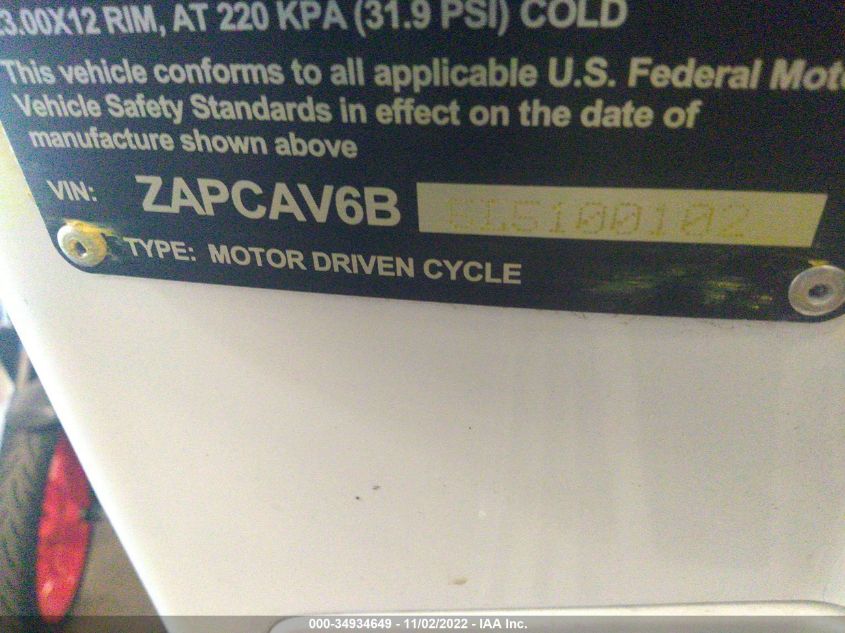 23.00X12 RIM, AT 220 KPA (31.9 PSI) COLD
This vehicle conforms to all applicable U.S. Federal Moto
Vehicle Safety Standards in effect on the date of
manufacture shown above
VIN: ZAPCAV6B
TYPE: MOTOR DRIVEN CYCLE
000-34934649 - 11/02/2022 - IAA Inc.